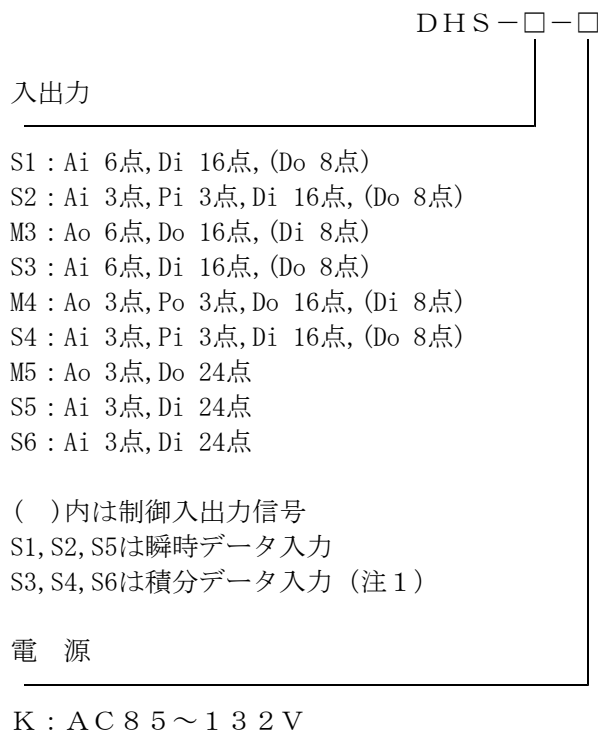 ＤＨＳ－□－□
入出力
S1：Ai 6点,Di 16点,(Do 8点)
S2：Ai 3点,Pi 3点,Di 16点,(Do 8点)
M3：Ao 6点,Do 16点,(Di 8点)
S3：Ai 6点,Di 16点,(Do 8点)
M4：Ao 3点,Po 3点,Do 16点,(Di 8点)
S4：Ai 3点,Pi 3点,Di 16点,(Do 8点)
M5：Ao 3点,Do 24点
S5：Ai 3点,Di 24点
S6：Ai 3点,Di 24点
(　)内は制御入出力信号
S1,S2,S5は瞬時データ入力
S3,S4,S6は積分データ入力（注１）
電　源
Ｋ：ＡＣ８５～１３２Ｖ